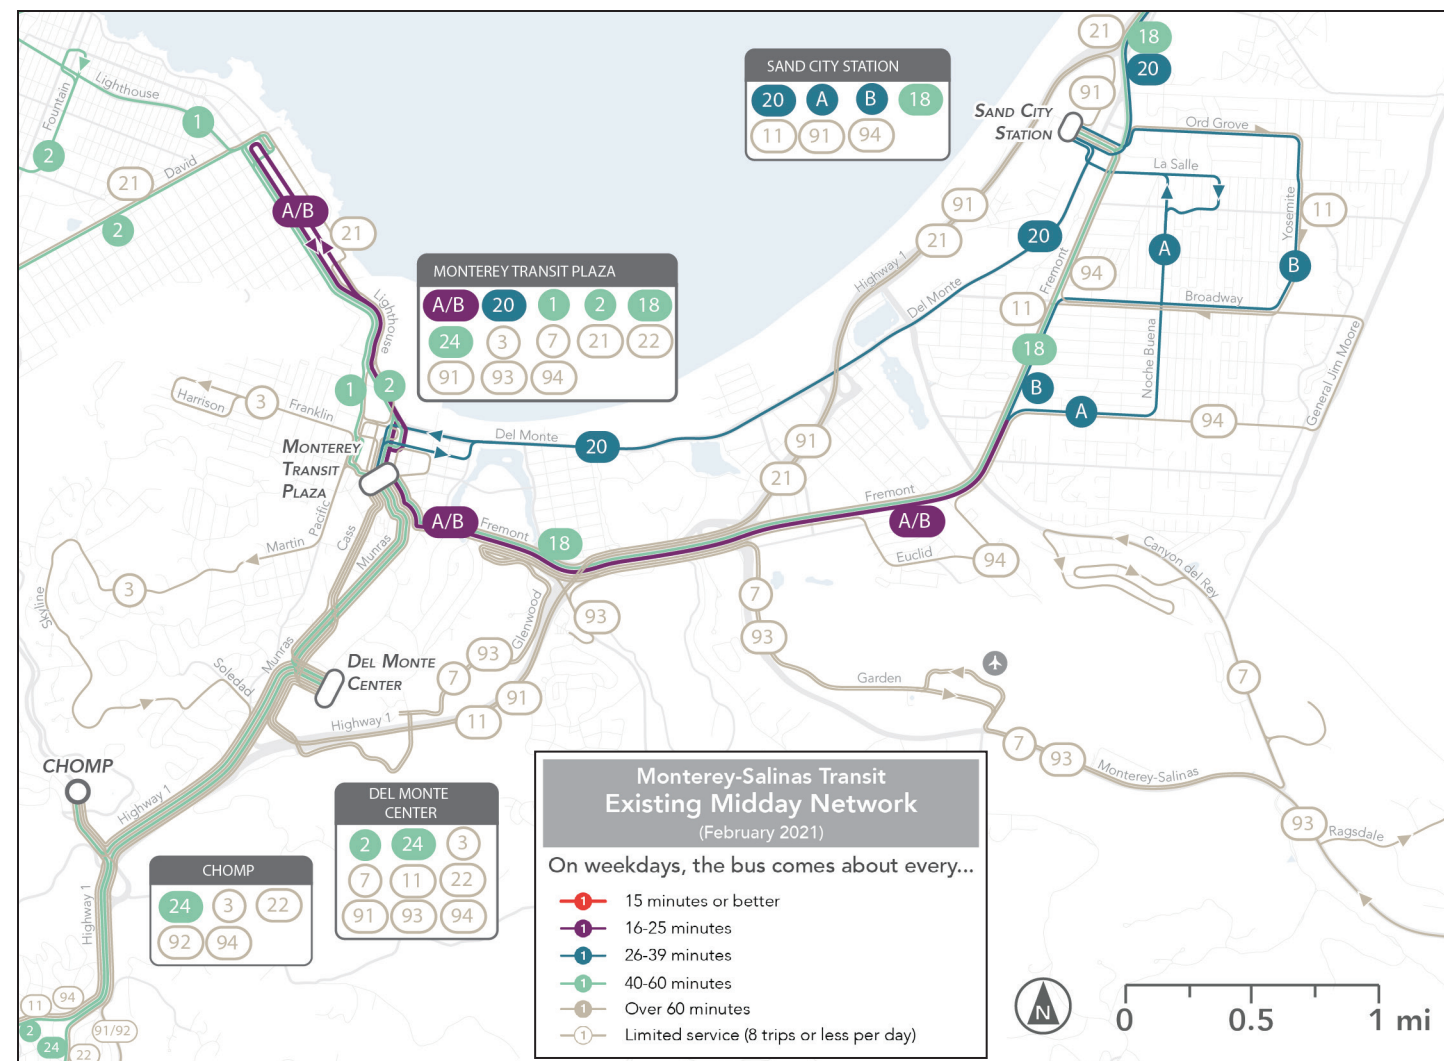 21
18
20
91
SAND CITY
STATION
SAND CITY STATION
20 A B 18
11 91 94
Ord Grove
La Salle
Yosemite
11
Lighthouse
Fountain
1
2
David
21
2
A/B
21
91
21
20
Highway 1
Del Monte
Fremont
94
A
B
11
Broadway
18
Noche Buena
General Jim Moore
B
A
94
MONTEREY TRANSIT PLAZA
A/B 20 1 2 18
24 3 7 21 22
91 93 94
Lighthouse
1
2
Harrison
3
Franklin
MONTEREY
TRANSIT
PLAZA
Del Monte
20
91
21
Pacific
Cass
Munras
Martin
A/B
Fremont
18
Fremont
A/B
Euclid
94
Canyon del Rey
3
Skyline
Soledad
Munras
DEL MONTE
CENTER
7
93
Glenwood
93
7
93
91
11
Highway 1
Garden
7
7
93
Monterey-Salinas
93
Ragsdale
CHOMP
Highway 1
Highway 1
CHOMP
24 3 22
92 94
DEL MONTE
CENTER
2 24 3
7 11 22
91 93 94
11
94
2
24
91/92
22
Monterey-Salinas Transit
Existing Midday Network
(February 2021)
On weekdays, the bus comes about every...
1 15 minutes or better
1 16-25 minutes
1 26-39 minutes
1 40-60 minutes
1 Over 60 minutes
1 Limited service (8 trips or less per day)
N
0 0.5 1 mi